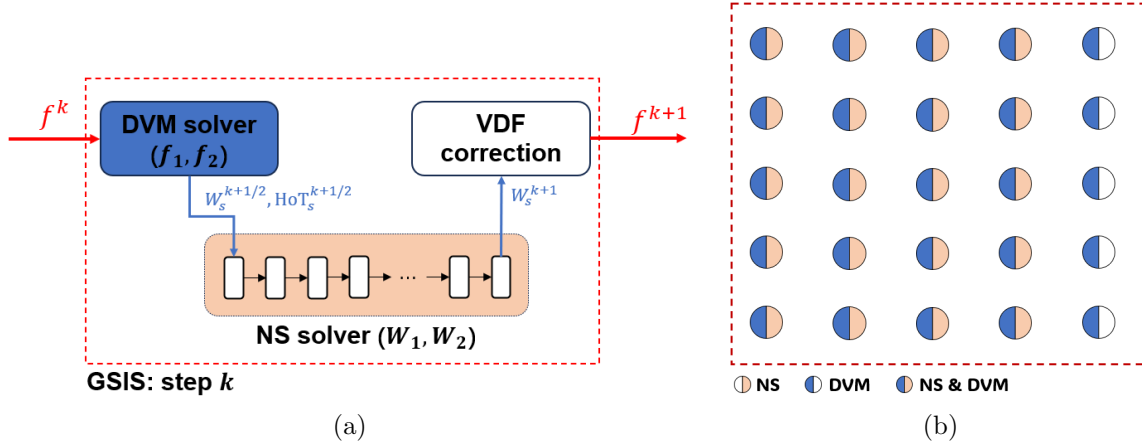 f^k
DVM solver
(f_1, f_2)
VDF
correction
f^{k+1}
W_s^{k+1/2}, HoT_s^{k+1/2}
W_s^{k+1}
...
NS solver (W_1, W_2)
GSIS: step k
NS DVM NS & DVM
(a)
(b)